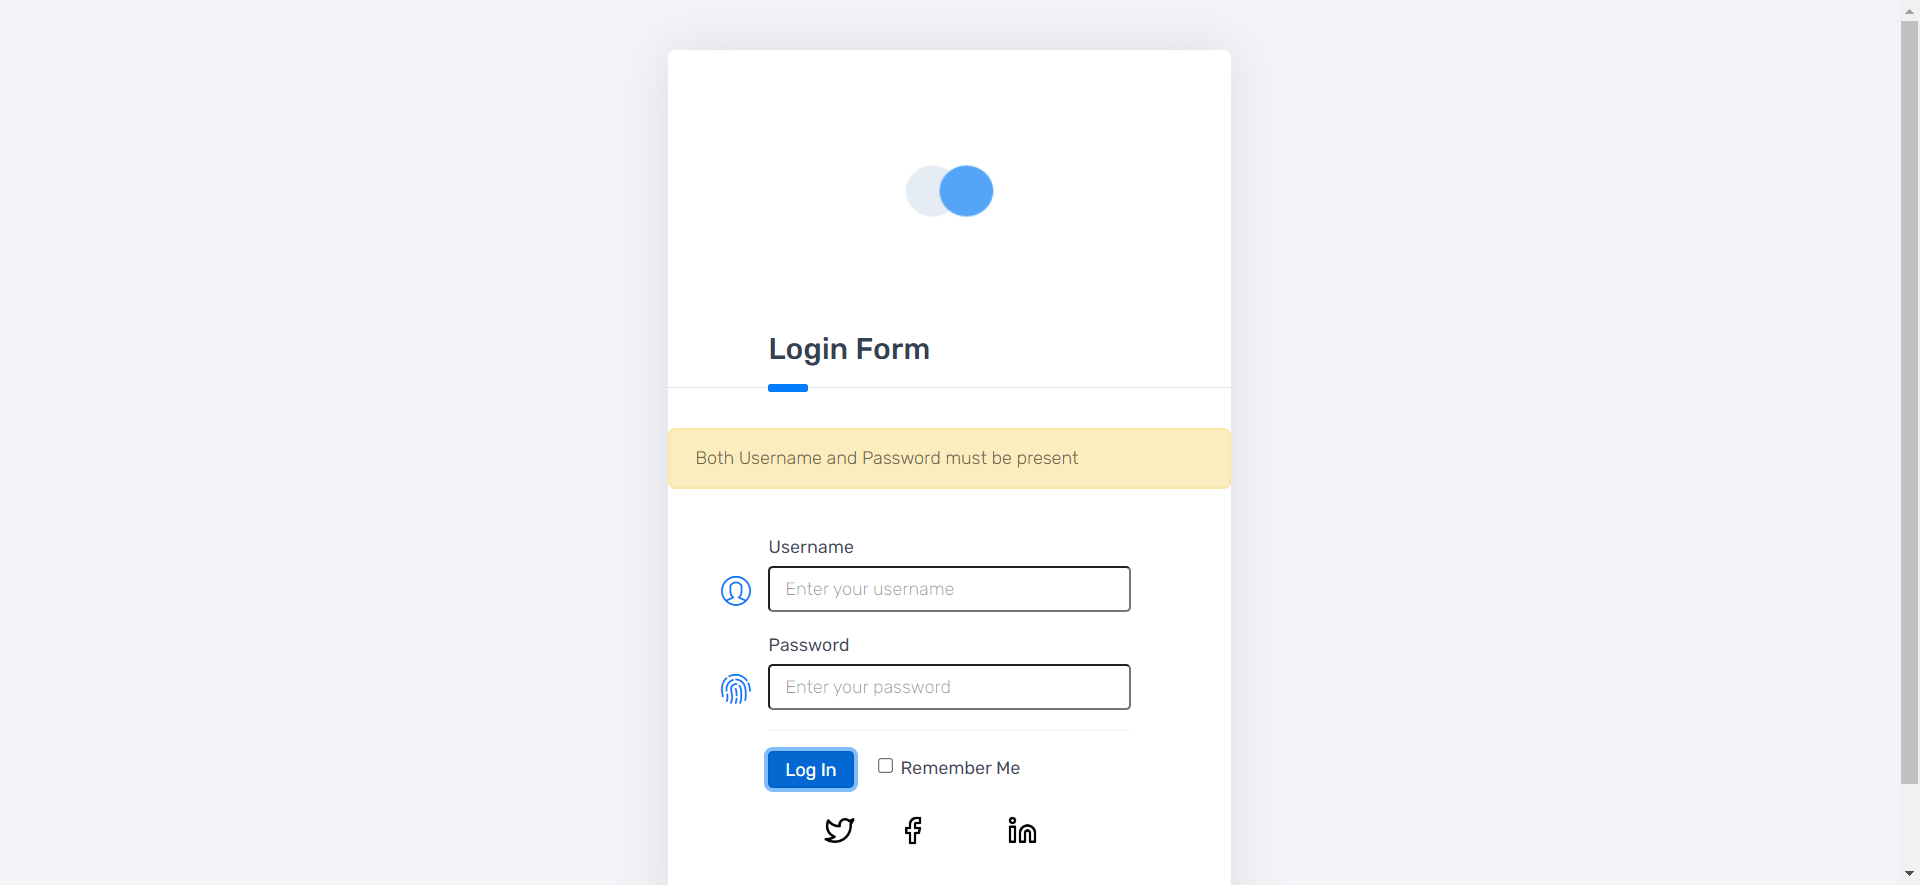 Login Form
Both Username and Password must be present
Username
Enter your username
Password
Enter your password
Log In
Remember Me